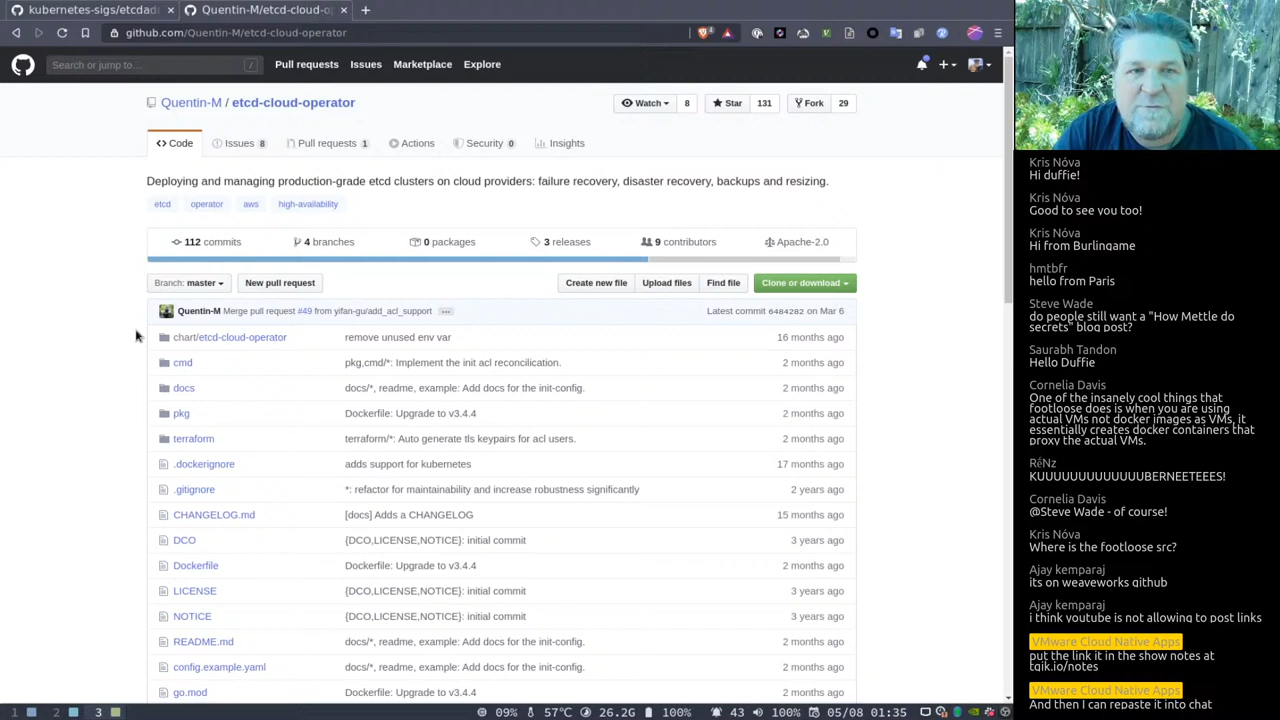 kubernetes-sigs/etcdadm
Quentin-M/etcd-cloud-op
github.com/Quentin-M/etcd-cloud-operator
Search or jump to...
/
Pull requests
Issues
Marketplace
Explore
Quentin-M / etcd-cloud-operator
Watch
8
Star
131
Fork
29
Code
Issues 8
Pull requests 1
Actions
Security 0
Insights
Deploying and managing production-grade etcd clusters on cloud providers: failure recovery, disaster recovery, backups and resizing.
etcd
operator
aws
high-availability
112 commits
4 branches
0 packages
3 releases
9 contributors
Apache-2.0
Branch: master
New pull request
Create new file
Upload files
Find file
Clone or download
Quentin-M Merge pull request #49 from yifan-gu/add_acl_support ...
Latest commit 6484282 on Mar 6
chart/etcd-cloud-operator
remove unused env var
16 months ago
cmd
pkg,cmd/*: Implement the init acl reconcilation.
2 months ago
docs
docs/*, readme, example: Add docs for the init-config.
2 months ago
pkg
Dockerfile: Upgrade to v3.4.4
2 months ago
terraform
terraform/*: Auto generate tls keypairs for acl users.
2 months ago
.dockerignore
adds support for kubernetes
17 months ago
.gitignore
*: refactor for maintainability and increase robustness significantly
2 years ago
CHANGELOG.md
[docs] Adds a CHANGELOG
15 months ago
DCO
{DCO,LICENSE,NOTICE}: initial commit
3 years ago
Dockerfile
Dockerfile: Upgrade to v3.4.4
2 months ago
LICENSE
{DCO,LICENSE,NOTICE}: initial commit
3 years ago
NOTICE
{DCO,LICENSE,NOTICE}: initial commit
3 years ago
README.md
docs/*, readme, example: Add docs for the init-config.
2 months ago
config.example.yaml
docs/*, readme, example: Add docs for the init-config.
2 months ago
go.mod
Dockerfile: Upgrade to v3.4.4
2 months ago
1
2
3
09%
57°C
26.2G
100%
43
100%
05/08
01:35
Kris Nóva
Hi duffie!
Kris Nóva
Good to see you too!
Kris Nóva
Hi from Burlingame
hmtbfr
hello from Paris
Steve Wade
do people still want a "How Mettle do
secrets" blog post?
Saurabh Tandon
Hello Duffie
Cornelia Davis
One of the insanely cool things that
footloose does is when you are using
actual VMs not docker images as VMs, it
essentially creates docker containers that
proxy the actual VMs.
RếNz
KUUUUUUUUUUUUUBERNEETEEES!
Cornelia Davis
@Steve Wade - of course!
Kris Nóva
Where is the footloose src?
Ajay kemparaj
its on weaveworks github
Ajay kemparaj
i think youtube is not allowing to post links
VMware Cloud Native Apps
put the link it in the show notes at
tgik.io/notes
VMware Cloud Native Apps
And then I can repaste it into chat